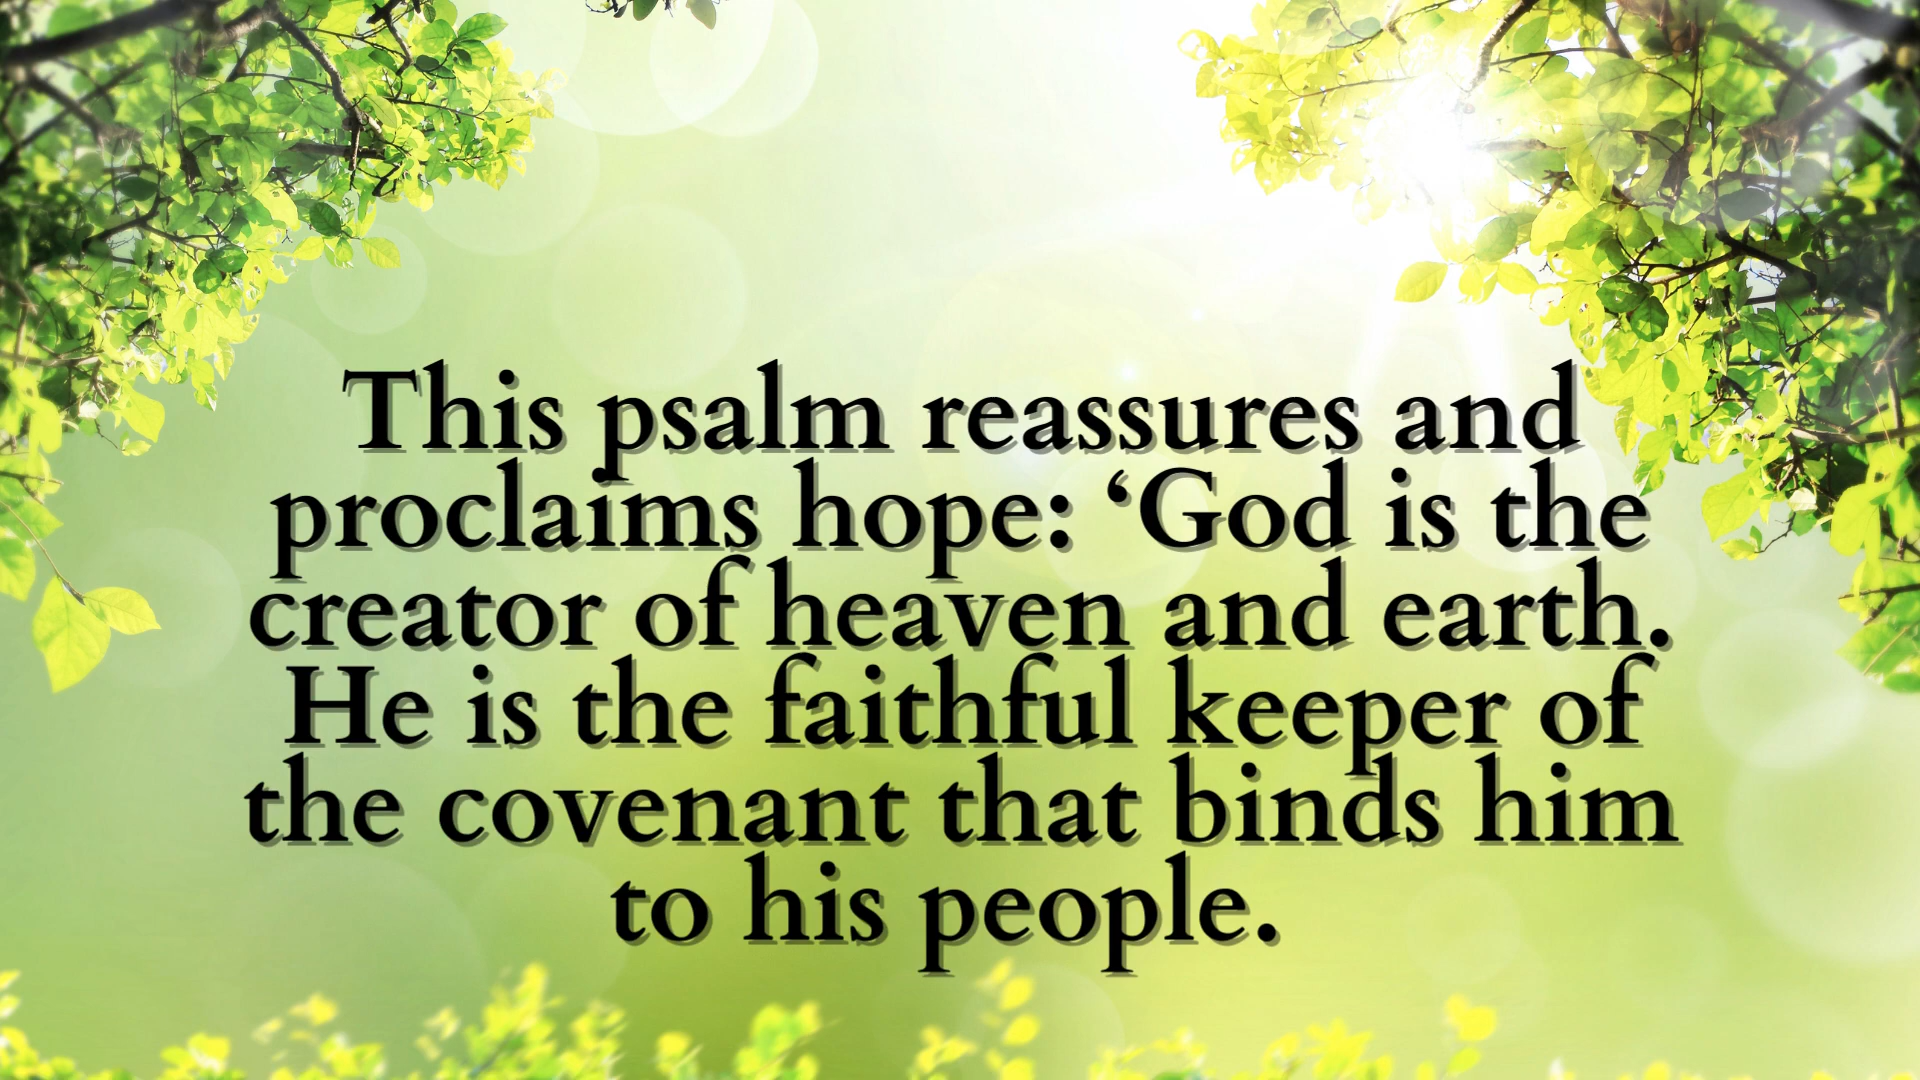 This psalm reassures and
proclaims hope: ‘God is the
creator of heaven and earth.
He is the faithful keeper of
the covenant that binds him
to his people.